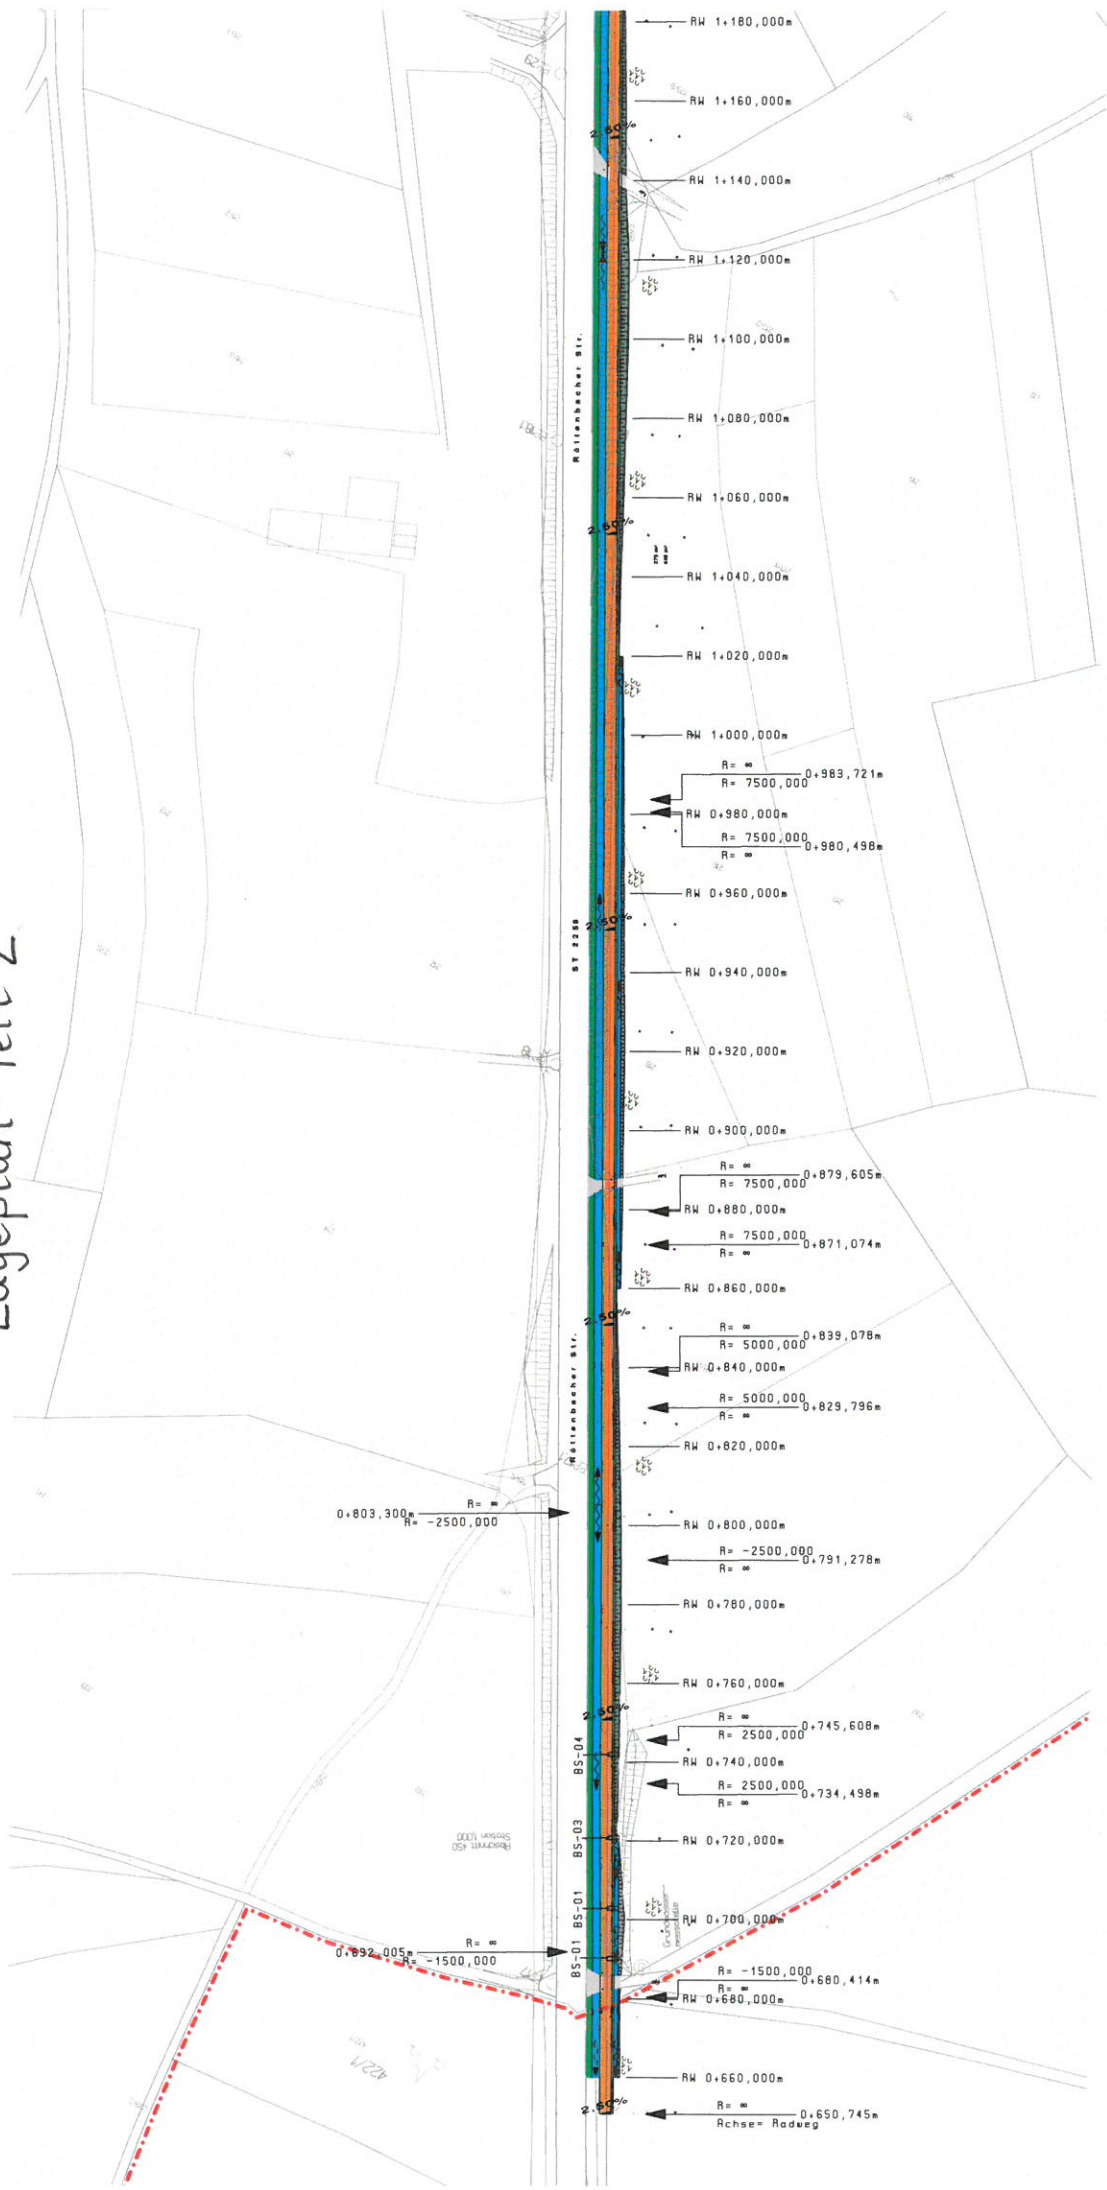 Lageplan Teil 2
RW 1+180,000m
RW 1+160,000m
2.50%
RW 1+140,000m
RW 1+120,000m
RW 1+100,000m
Röttenbacher Str.
RW 1+080,000m
RW 1+060,000m
2.50%
RW 1+040,000m
RW 1+020,000m
RW 1+000,000m
R= ∞
0+983,721m
R= 7500,000
RW 0+980,000m
R= 7500,000
0+980,498m
R= ∞
RW 0+960,000m
2.50%
ST 2259
RW 0+940,000m
RW 0+920,000m
RW 0+900,000m
R= ∞
0+879,605m
R= 7500,000
RW 0+880,000m
R= 7500,000
0+871,074m
R= ∞
RW 0+860,000m
2.50%
R= ∞
0+839,078m
R= 5000,000
RW 0+840,000m
Röttenbacher Str.
R= 5000,000
0+829,796m
R= ∞
RW 0+820,000m
R= ∞
0+803,300m
R= -2500,000
RW 0+800,000m
R= -2500,000
0+791,278m
R= ∞
RW 0+780,000m
RW 0+760,000m
2.50%
R= ∞
0+745,608m
R= 2500,000
BS-04
RW 0+740,000m
R= 2500,000
0+734,498m
R= ∞
BS-03
RW 0+720,000m
Abschnitt 450
Station 1,000
BS-01
Grundwasser
messstelle
RW 0+700,000m
BS-01
R= ∞
0+692,005m
R= -1500,000
R= -1500,000
0+680,414m
R= ∞
RW 0+680,000m
422/1
RW 0+660,000m
2.50%
R= ∞
0+650,745m
Achse= Radweg